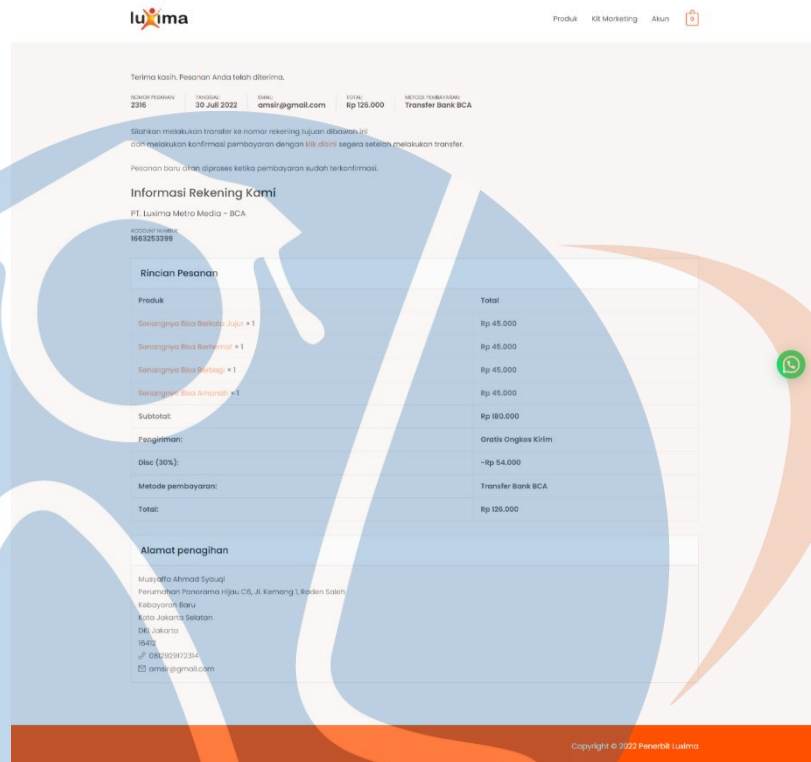 luxima
Produk Kit Marketing Akun 0
Terima kasih. Pesanan Anda telah diterima.
NOMOR PESANAN: TANGGAL: EMAIL: TOTAL: METODE PEMBAYARAN:
2316 30 Juli 2022 amsir@gmail.com Rp 126.000 Transfer Bank BCA
Silahkan melakukan transfer ke nomor rekening tujuan dibawah ini
dan melakukan konfirmasi pembayaran dengan klik disini segera setelah melakukan transfer.
Pesanan baru akan diproses ketika pembayaran sudah terkonfirmasi.
Informasi Rekening Kami
PT. Luxima Metro Media - BCA
ACCOUNT NUMBER:
1663253399
Rincian Pesanan
Produk Total
Senangnya Bisa Berkata Jujur × 1 Rp 45.000
Senangnya Bisa Berhemat × 1 Rp 45.000
Senangnya Bisa Berbagi × 1 Rp 45.000
Senangnya Bisa Amanah × 1 Rp 45.000
Subtotal: Rp 180.000
Pengiriman: Gratis Ongkos Kirim
Disc (30%): -Rp 54.000
Metode pembayaran: Transfer Bank BCA
Total: Rp 126.000
Alamat penagihan
Musyaffa Ahmad Syauqi
Perumahan Panorama Hijau C6, Jl. Kemang 1, Raden Saleh
Kebayoran Baru
Kota Jakarta Selatan
DKI Jakarta
16412
0812929172314
amsir@gmail.com
Copyright © 2022 Penerbit Luxima